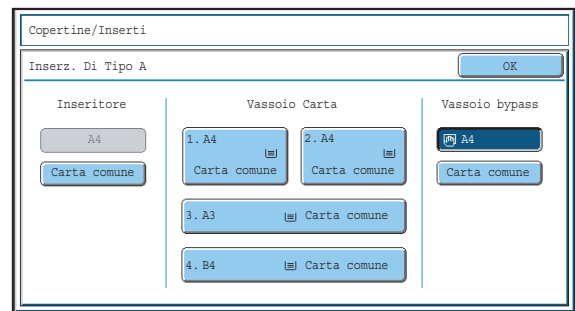 Copertine/Inserti
Inserz. Di Tipo A
OK
Inseritore
Vassoio Carta
Vassoio bypass
A4
1. A4
2. A4
A4
Carta comune
Carta comune
Carta comune
Carta comune
3. A3 Carta comune
4. B4 Carta comune